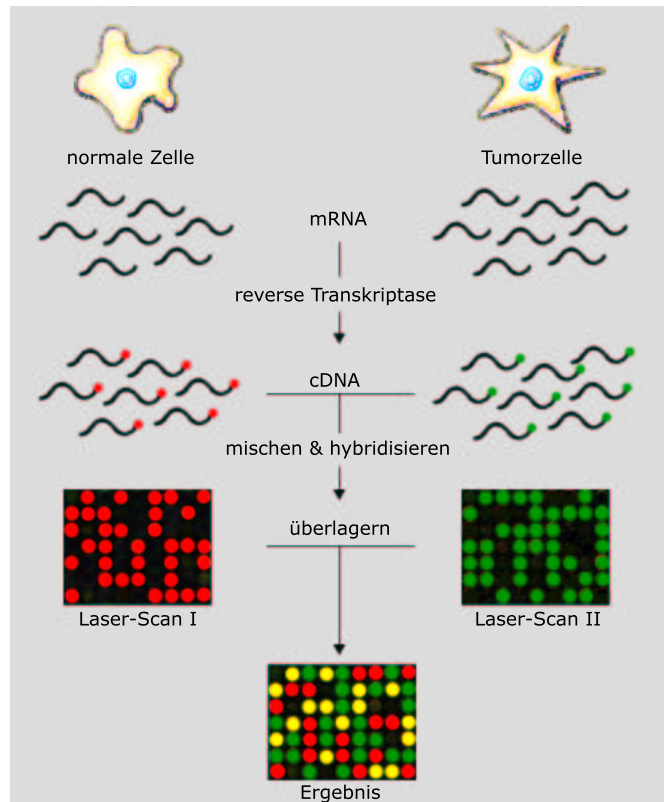 normale Zelle
Tumorzelle
mRNA
reverse Transkriptase
cDNA
mischen & hybridisieren
überlagern
Laser-Scan I
Laser-Scan II
Ergebnis